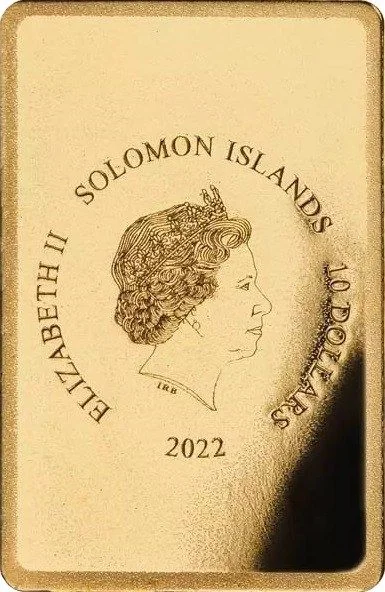 ELIZABETH II SOLOMON ISLANDS 10 DOLLARS
IRB
2022